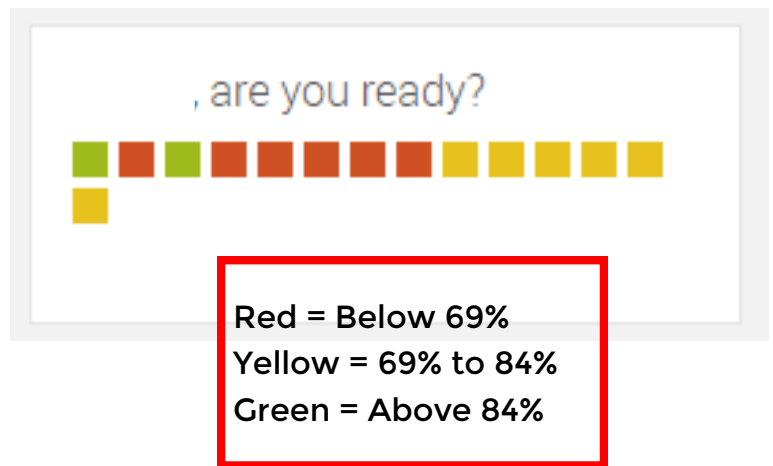 , are you ready?
Red = Below 69%
Yellow = 69% to 84%
Green = Above 84%